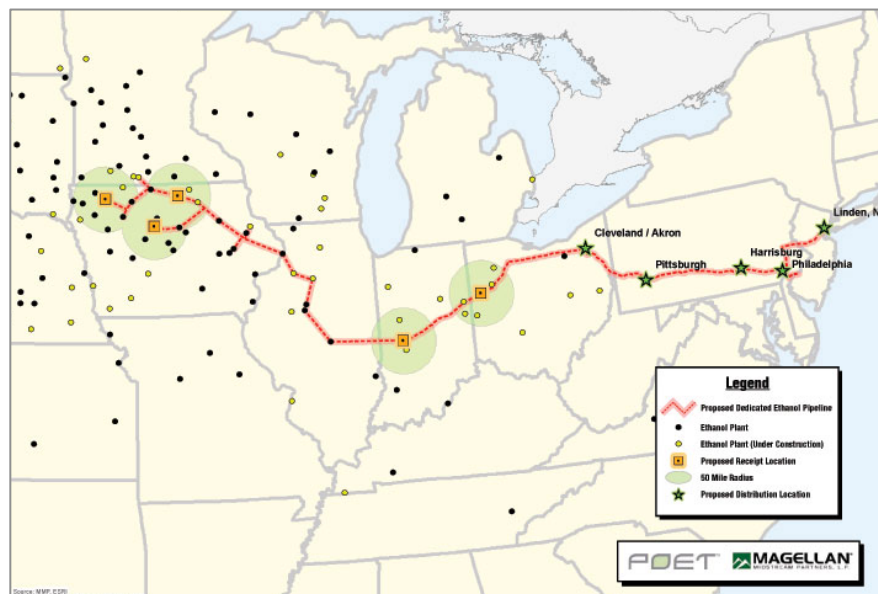 Cleveland / Akron
Pittsburgh
Harrisburg
Philadelphia
Linden, N
Legend
Proposed Dedicated Ethanol Pipeline
Ethanol Plant
Ethanol Plant (Under Construction)
Proposed Receipt Location
50 Mile Radius
Proposed Distribution Location
POET
MAGELLAN
MIDSTREAM PARTNERS, L.P.
Source: MMP, ESRI